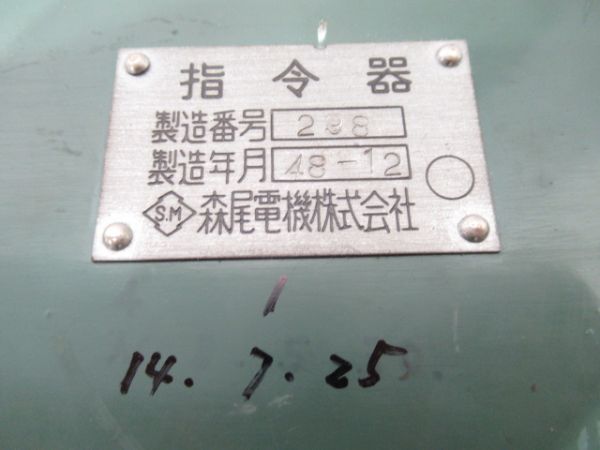 指令器
製造番号 298
製造年月 48-12
S.M 森尾電機株式会社
1
14. 7. 25